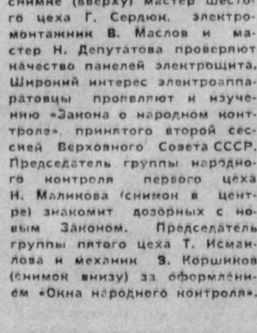 снимке (вверху) мастер шесто-
го цеха Г. Сердюк, электро-
монтажник В. Маслов и ма-
стер Н. Депутатова проверяют
качество панелей электрощита.
Широкий интерес электроаппа-
ратовцы проявляют к изуче-
нию «Закона о народном конт-
роле», принятого второй сес-
сией Верховного Совета СССР.
Председатель группы народно-
го контроля первого цеха
Н. Маликова (снимок в цент-
ре) знакомит дозорных с но-
вым Законом. Председатель
группы пятого цеха Т. Исмаи-
лова и механик З. Коршиков
(снимок внизу) за оформлени-
ем «Окна народного контроля».